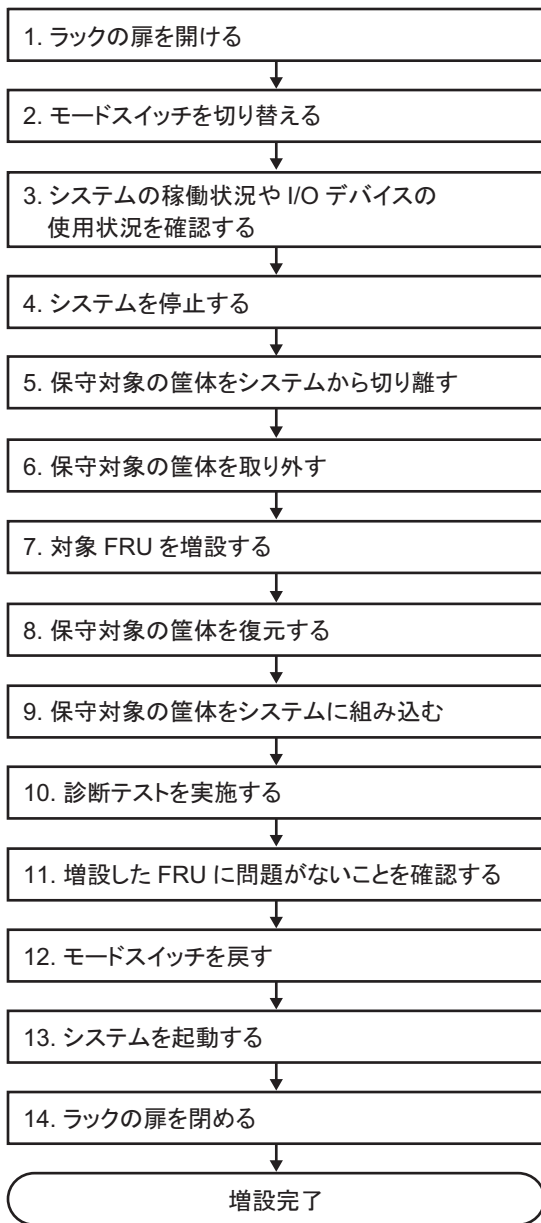 1. ラックの扉を開ける
2. モードスイッチを切り替える
3. システムの稼働状況や I/O デバイスの
使用状況を確認する
4. システムを停止する
5. 保守対象の筐体をシステムから切り離す
6. 保守対象の筐体を取り外す
7. 対象 FRU を増設する
8. 保守対象の筐体を復元する
9. 保守対象の筐体をシステムに組み込む
10. 診断テストを実施する
11. 増設した FRU に問題がないことを確認する
12. モードスイッチを戻す
13. システムを起動する
14. ラックの扉を閉める
増設完了